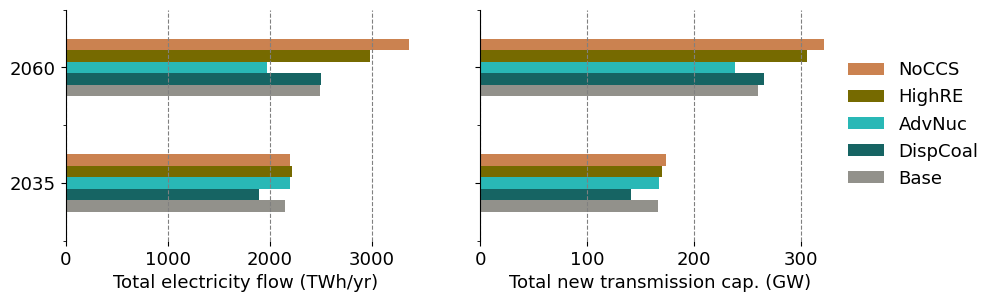 2060
2035
0 1000 2000 3000
Total electricity flow (TWh/yr)
0 100 200 300
Total new transmission cap. (GW)
NoCCS
HighRE
AdvNuc
DispCoal
Base